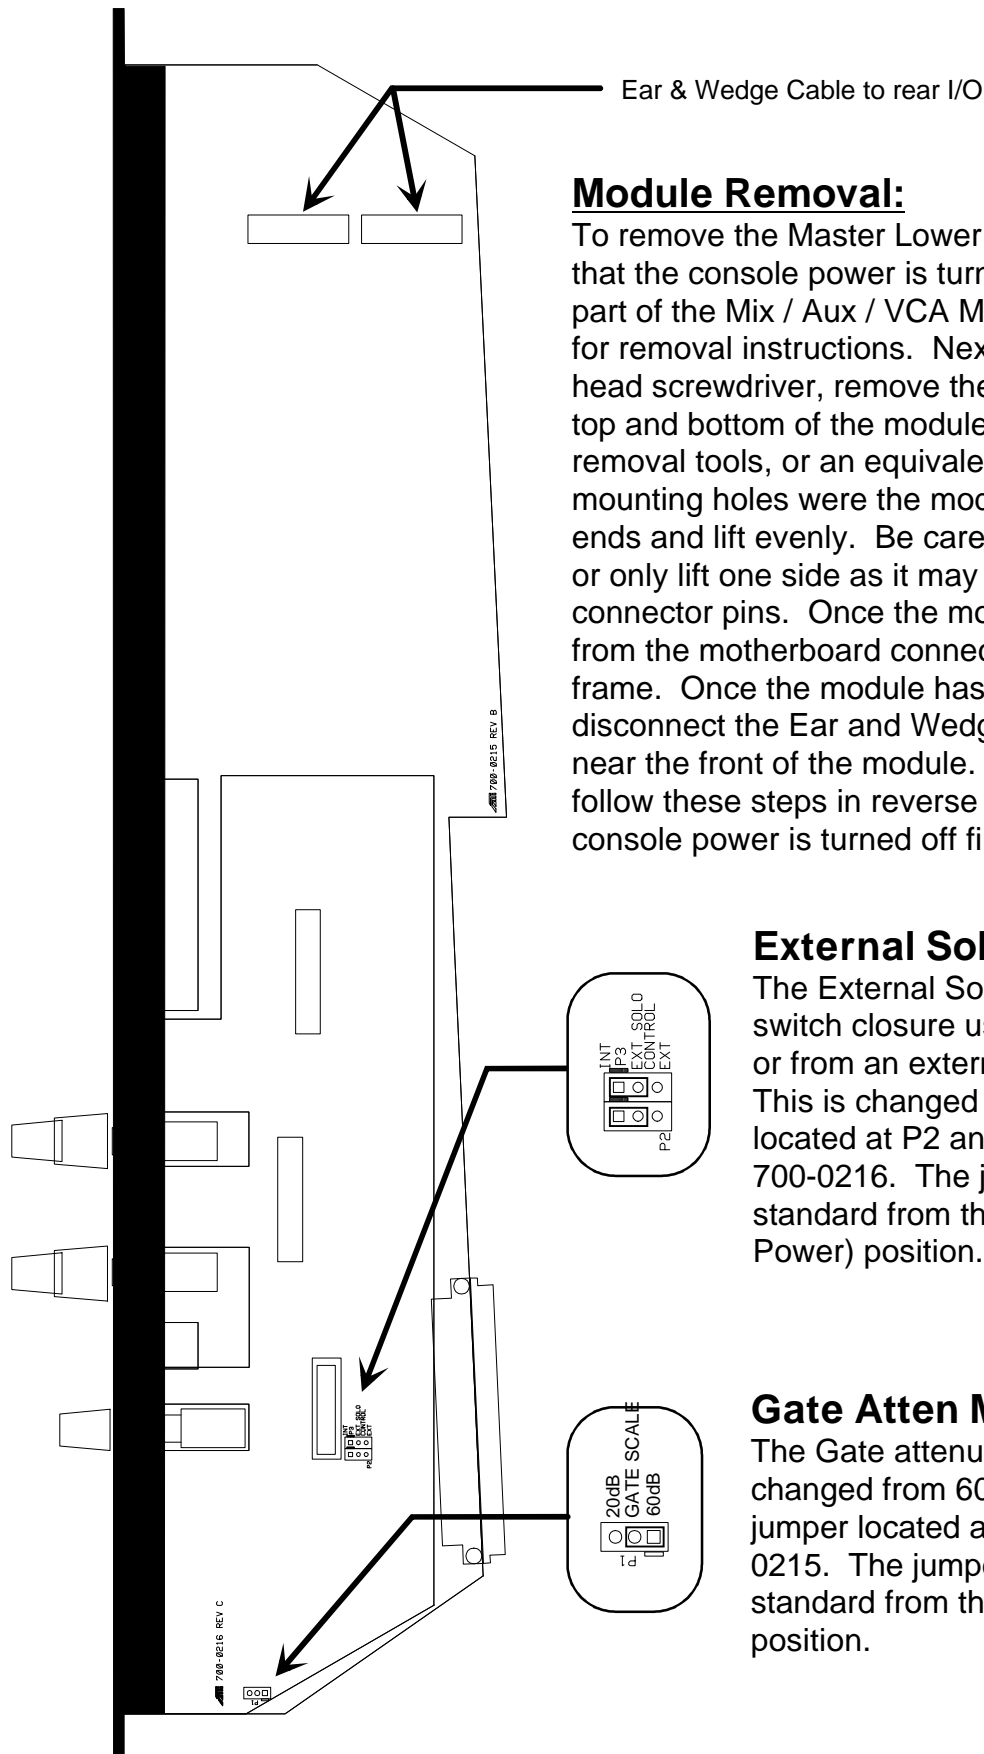 Ear & Wedge Cable to rear I/O
Module Removal:
To remove the Master Lower
that the console power is turn
part of the Mix / Aux / VCA M
for removal instructions. Nex
head screwdriver, remove the
top and bottom of the module
removal tools, or an equivale
mounting holes were the mod
ends and lift evenly. Be care
or only lift one side as it may
connector pins. Once the mo
from the motherboard connec
frame. Once the module has
disconnect the Ear and Wedg
near the front of the module.
follow these steps in reverse
console power is turned off fi
700-0215 REV B
External Sol
The External So
switch closure us
or from an extern
This is changed
located at P2 an
700-0216. The j
standard from th
Power) position.
INT
P3
EXT SOLO
CONTROL
EXT
P2
INT
P3
EXT SOLO
CONTROL
EXT
P2
Gate Atten M
The Gate attenu
changed from 60
jumper located a
0215. The jumpe
standard from th
position.
20dB
GATE SCALE
60dB
P1
700-0216 REV C
P1